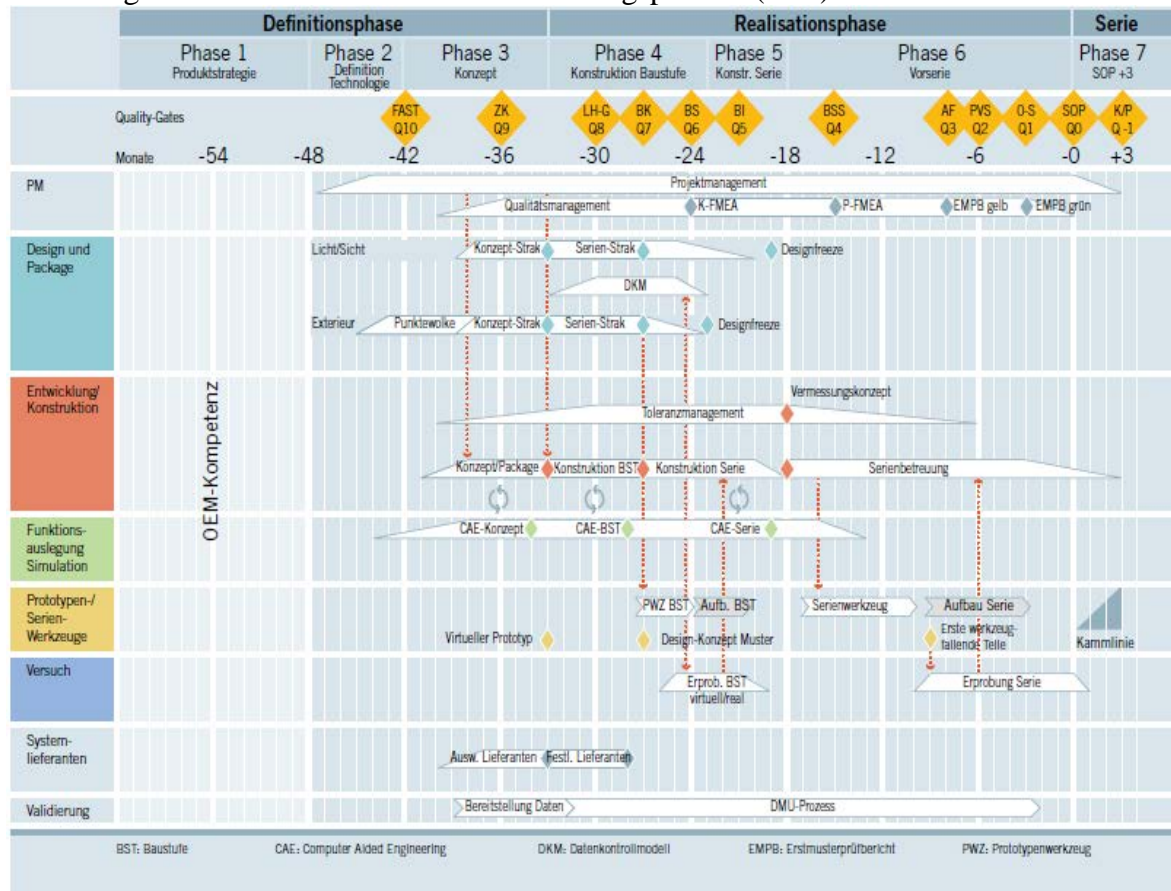 Definitionsphase
Realisationsphase
Serie
Phase 1
Produktstrategie
Phase 2
Definition
Technologie
Phase 3
Konzept
Phase 4
Konstruktion Baustufe
Phase 5
Konstr. Serie
Phase 6
Vorserie
Phase 7
SOP +3
Quality-Gates
FAST
Q10
ZK
Q9
LH-G
Q8
BK
Q7
BS
Q6
BI
Q5
BSS
Q4
AF
Q3
PVS
Q2
0-S
Q1
SOP
Q0
K/P
Q -1
Monate -54 -48 -42 -36 -30 -24 -18 -12 -6 -0 +3
PM
Projektmanagement
Qualitätsmanagement K-FMEA P-FMEA EMPB gelb EMPB grün
Design und
Package
Licht/Sicht Konzept-Strak Serien-Strak Designfreeze
DKM
Exterieur Punktewolke Konzept-Strak Serien-Strak Designfreeze
Entwicklung/
Konstruktion
OEM-Kompetenz
Vermessungskonzept
Toleranzmanagement
Konzept/Package Konstruktion BST Konstruktion Serie Serienbetreuung
Funktions-
auslegung
Simulation
CAE-Konzept CAE-BST CAE-Serie
Prototypen-/
Serien-
Werkzeuge
PWZ BST Aufb. BST Serienwerkzeug Aufbau Serie
Virtueller Prototyp Design-Konzept Muster
Erste werkzeug-
fallende Teile
Kammlinie
Versuch
Erprob. BST
virtuell/real
Erprobung Serie
System-
lieferanten
Ausw. Lieferanten Festl. Lieferanten
Validierung
Bereitstellung Daten DMU-Prozess
BST: Baustufe CAE: Computer Aided Engineering DKM: Datenkontrollmodell EMPB: Erstmusterprüfbericht PWZ: Prototypenwerkzeug